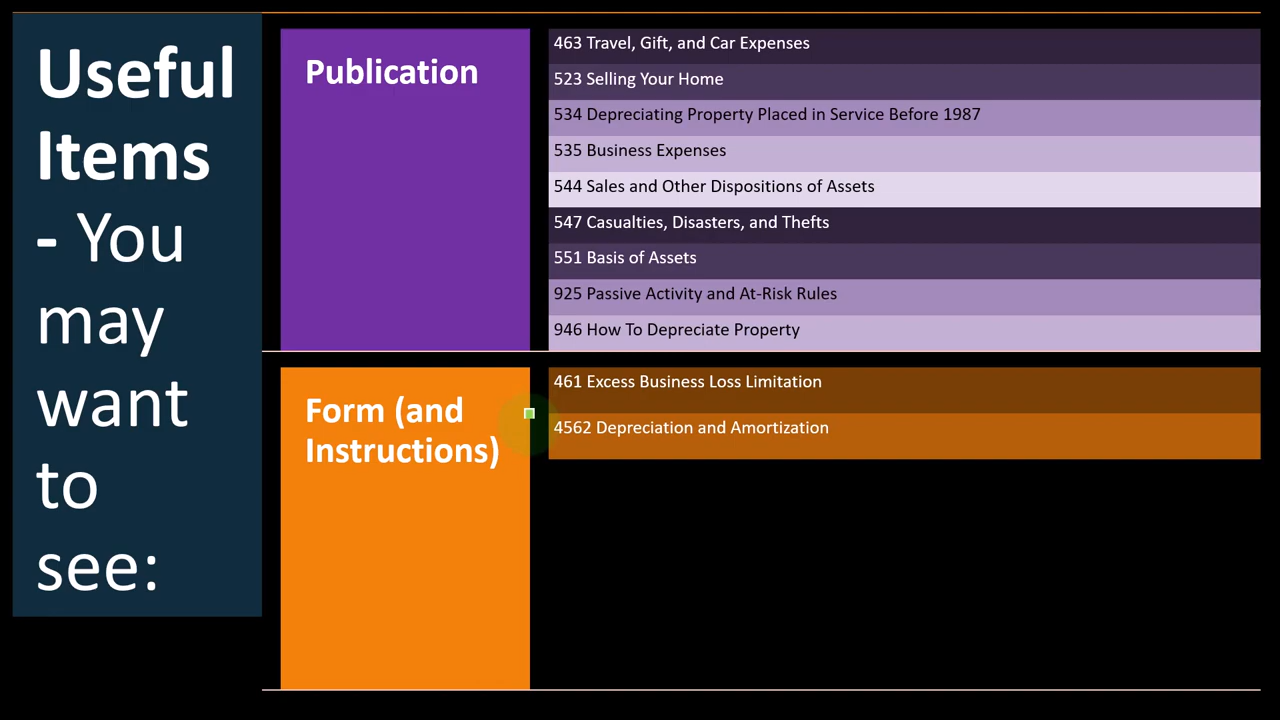 Useful
Items
- You
may
want
to
see:
Publication
463 Travel, Gift, and Car Expenses
523 Selling Your Home
534 Depreciating Property Placed in Service Before 1987
535 Business Expenses
544 Sales and Other Dispositions of Assets
547 Casualties, Disasters, and Thefts
551 Basis of Assets
925 Passive Activity and At-Risk Rules
946 How To Depreciate Property
Form (and
Instructions)
461 Excess Business Loss Limitation
4562 Depreciation and Amortization